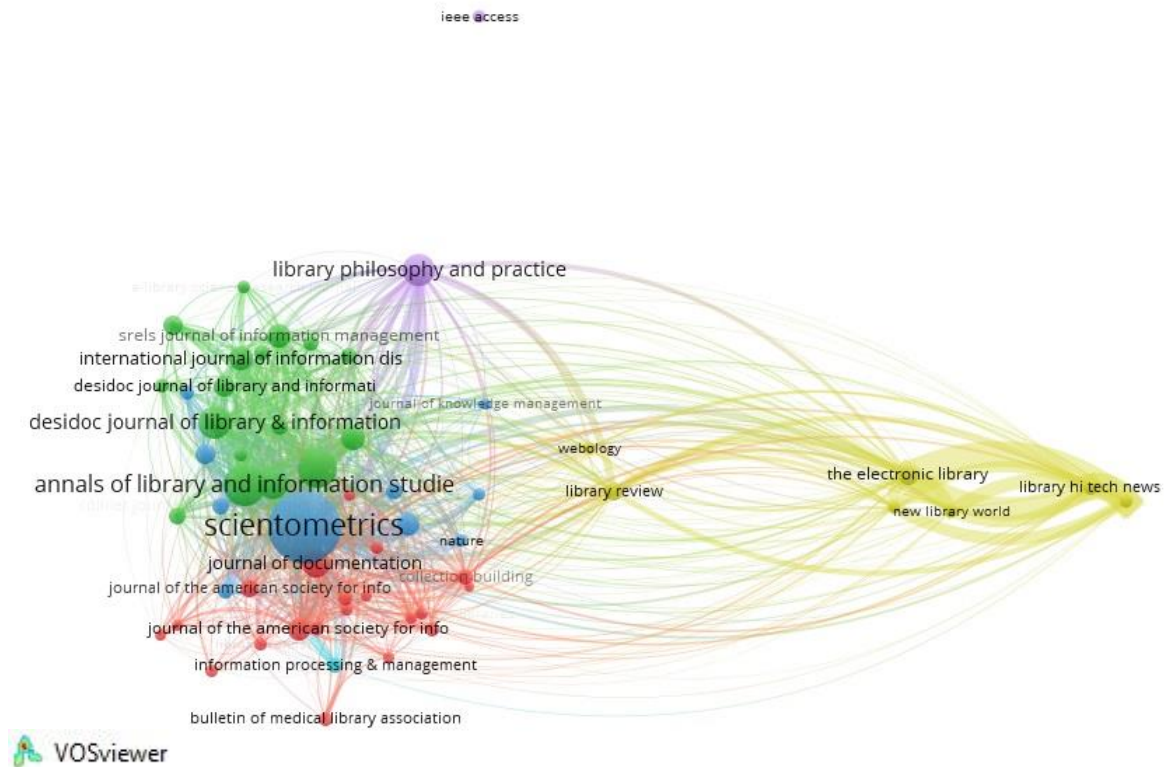 ieee access
library philosophy and practice
srels journal of information management
international journal of information dis
desidoc journal of library and informati
journal of knowledge management
desidoc journal of library & information
webology
the electronic library
annals of library and information studie
library review
library hi tech news
new library world
scientometrics
nature
journal of documentation
collection building
journal of the american society for info
journal of the american society for info
information processing & management
bulletin of medical library association
VOSviewer